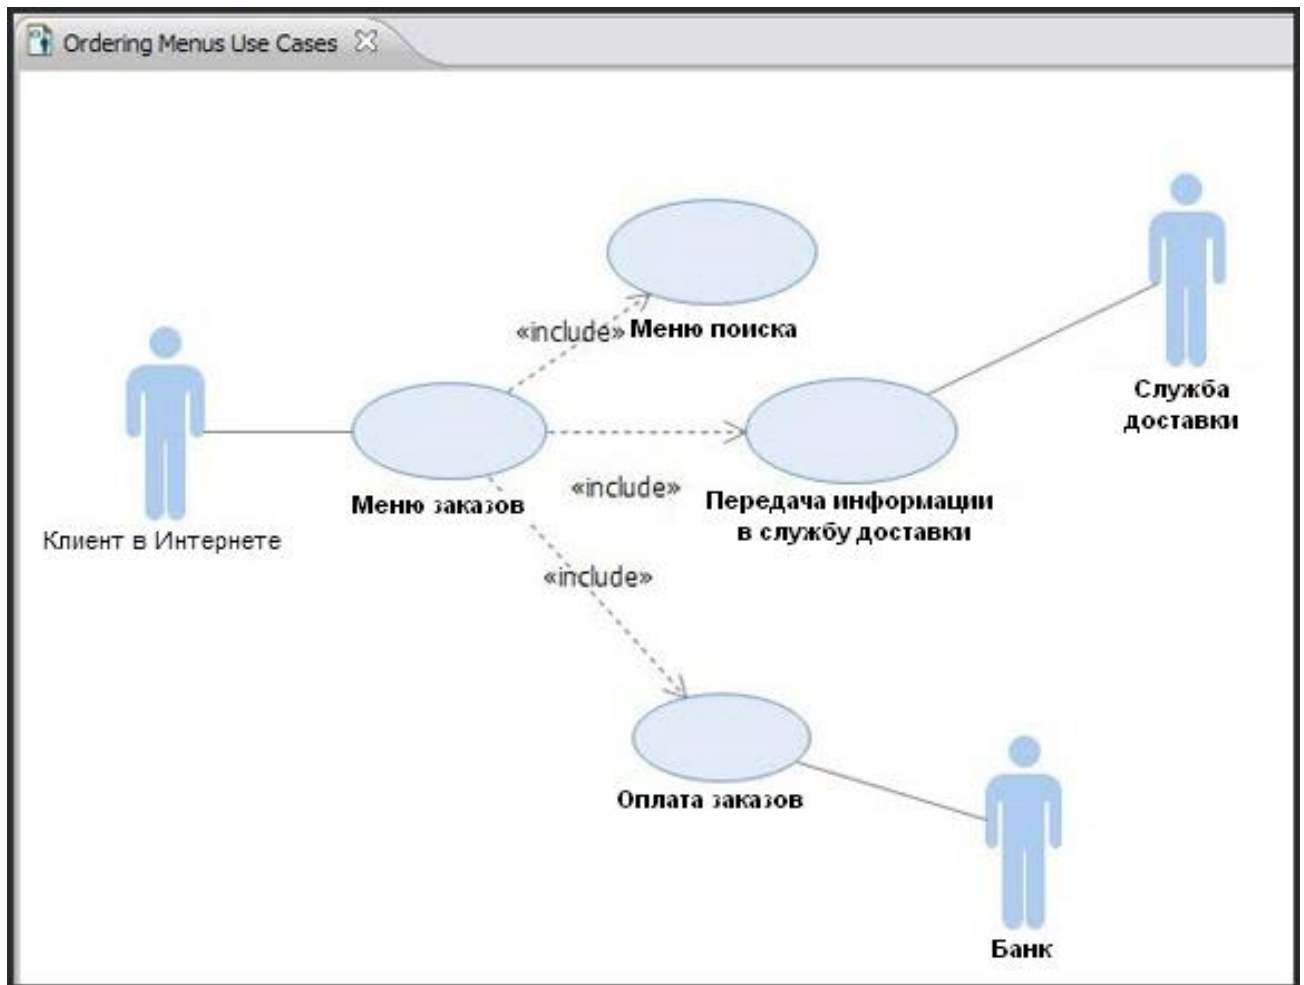 Ordering Menus Use Cases
«include»
Меню поиска
Служба
доставки
Меню заказов
«include»
Передача информации
в службу доставки
Клиент в Интернете
«include»
Оплата заказов
Банк